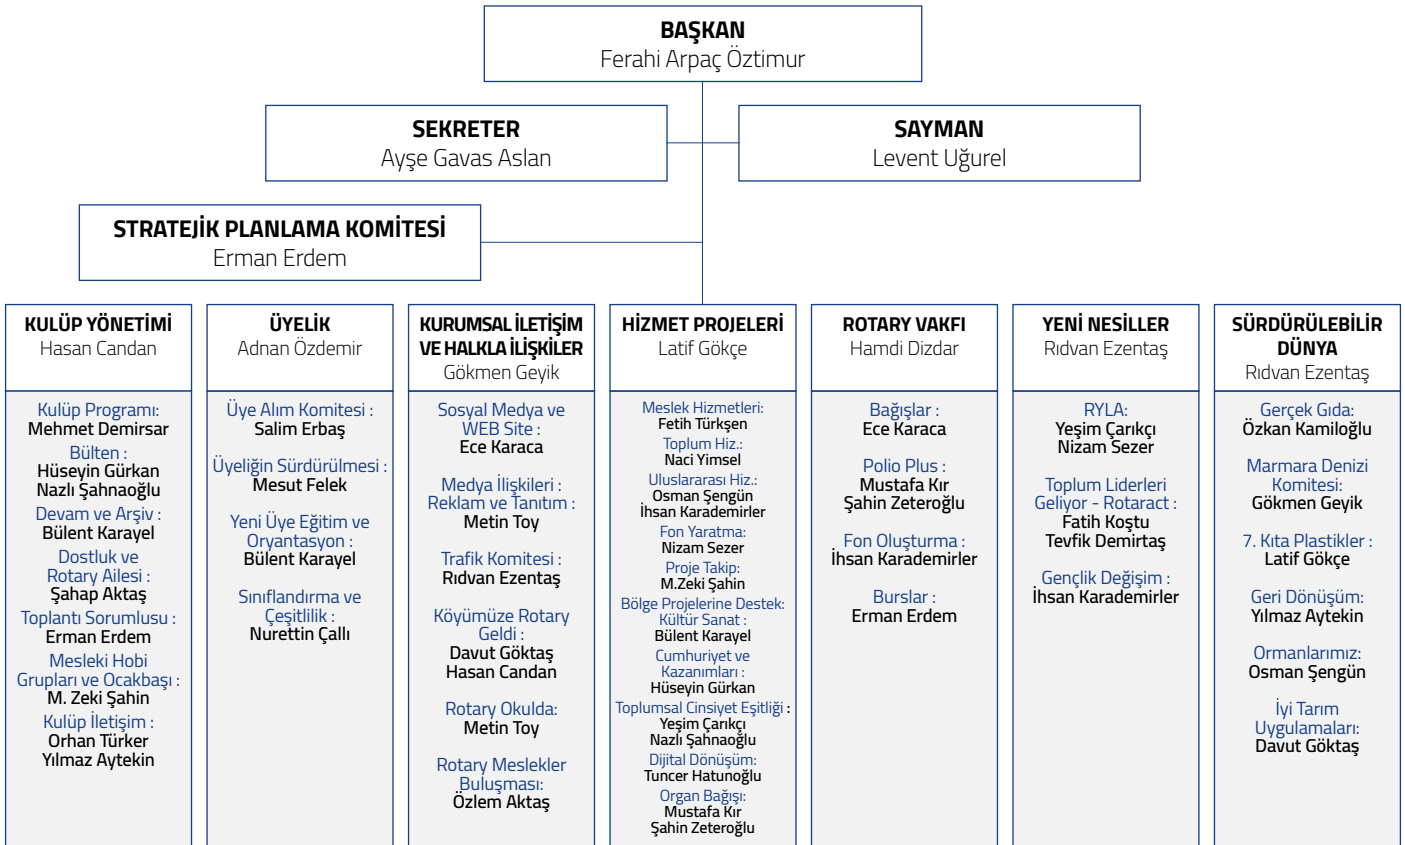 BAŞKAN
Ferahi Arpaç Öztimur
SEKRETER
Ayşe Gavas Aslan
SAYMAN
Levent Uğurel
STRATEJİK PLANLAMA KOMİTESİ
Erman Erdem
KULÜP YÖNETİMİ
Hasan Candan
Kulüp Programı:
Mehmet Demirsar
Bülten :
Hüseyin Gürkan
Nazlı Şahnaoğlu
Devam ve Arşiv :
Bülent Karayel
Dostluk ve
Rotary Ailesi :
Şahap Aktaş
Toplantı Sorumlusu :
Erman Erdem
Mesleki Hobi
Grupları ve Ocakbaşı :
M. Zeki Şahin
Kulüp İletişim :
Orhan Türker
Yılmaz Aytekin
ÜYELİK
Adnan Özdemir
Üye Alım Komitesi :
Salim Erbaş
Üyeliğin Sürdürülmesi :
Mesut Felek
Yeni Üye Eğitim ve
Oryantasyon :
Bülent Karayel
Sınıflandırma ve
Çeşitlilik :
Nurettin Çallı
KURUMSAL İLETİŞİM
VE HALKLA İLİŞKİLER
Gökmen Geyik
Sosyal Medya ve
WEB Site :
Ece Karaca
Medya İlişkileri :
Reklam ve Tanıtım :
Metin Toy
Trafik Komitesi :
Rıdvan Ezentaş
Köyümüze Rotary
Geldi :
Davut Göktaş
Hasan Candan
Rotary Okulda:
Metin Toy
Rotary Meslekler
Buluşması:
Özlem Aktaş
HİZMET PROJELERİ
Latif Gökçe
Meslek Hizmetleri:
Fetih Türkşen
Toplum Hiz.:
Naci Yimsel
Uluslararası Hiz.:
Osman Şengün
İhsan Karademirler
Fon Yaratma:
Nizam Sezer
Proje Takip:
M.Zeki Şahin
Bölge Projelerine Destek:
Kültür Sanat :
Bülent Karayel
Cumhuriyet ve
Kazanımları :
Hüseyin Gürkan
Toplumsal Cinsiyet Eşitliği :
Yeşim Çarıkçı
Nazlı Şahnaoğlu
Dijital Dönüşüm:
Tuncer Hatunoğlu
Organ Bağışı:
Mustafa Kır
Şahin Zeteroğlu
ROTARY VAKFI
Hamdi Dizdar
Bağışlar :
Ece Karaca
Polio Plus :
Mustafa Kır
Şahin Zeteroğlu
Fon Oluşturma :
İhsan Karademirler
Burslar :
Erman Erdem
YENİ NESİLLER
Rıdvan Ezentaş
RYLA:
Yeşim Çarıkçı
Nizam Sezer
Toplum Liderleri
Geliyor - Rotaract :
Fatih Koştu
Tevfik Demirtaş
Gençlik Değişim :
İhsan Karademirler
SÜRDÜRÜLEBİLİR
DÜNYA
Rıdvan Ezentaş
Gerçek Gıda:
Özkan Kamiloğlu
Marmara Denizi
Komitesi:
Gökmen Geyik
7. Kıta Plastikler :
Latif Gökçe
Geri Dönüşüm:
Yılmaz Aytekin
Ormanlarımız:
Osman Şengün
İyi Tarım
Uygulamaları:
Davut Göktaş